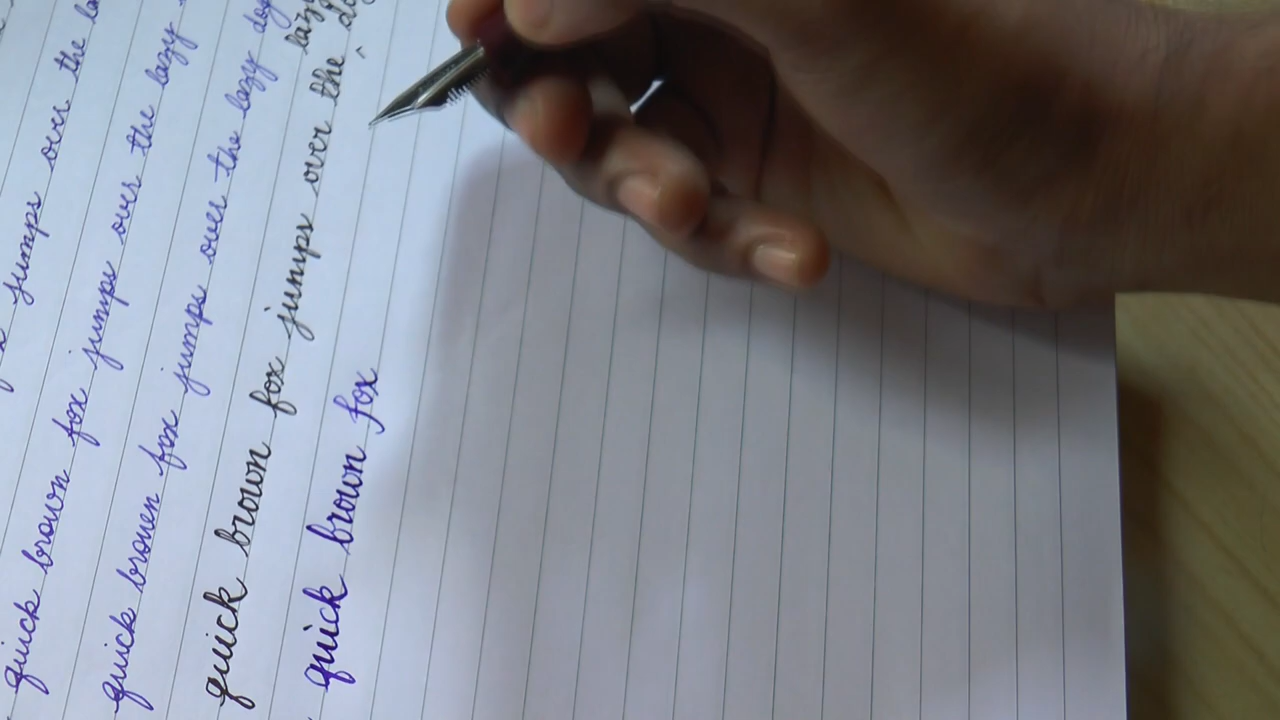 jumps over the
quick brown fox jumps over the lazy
quick brown fox jumps over the lazy dog
quick brown fox jumps over the lazy
quick brown fox